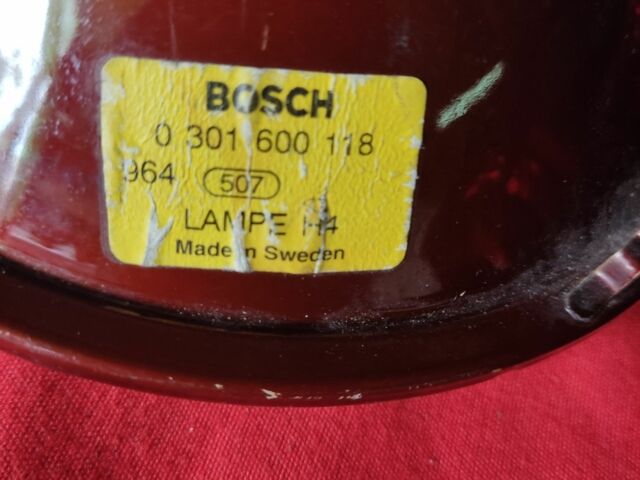 BOSCH
0 301 600 118
964 507
LAMPE H4
Made in Sweden